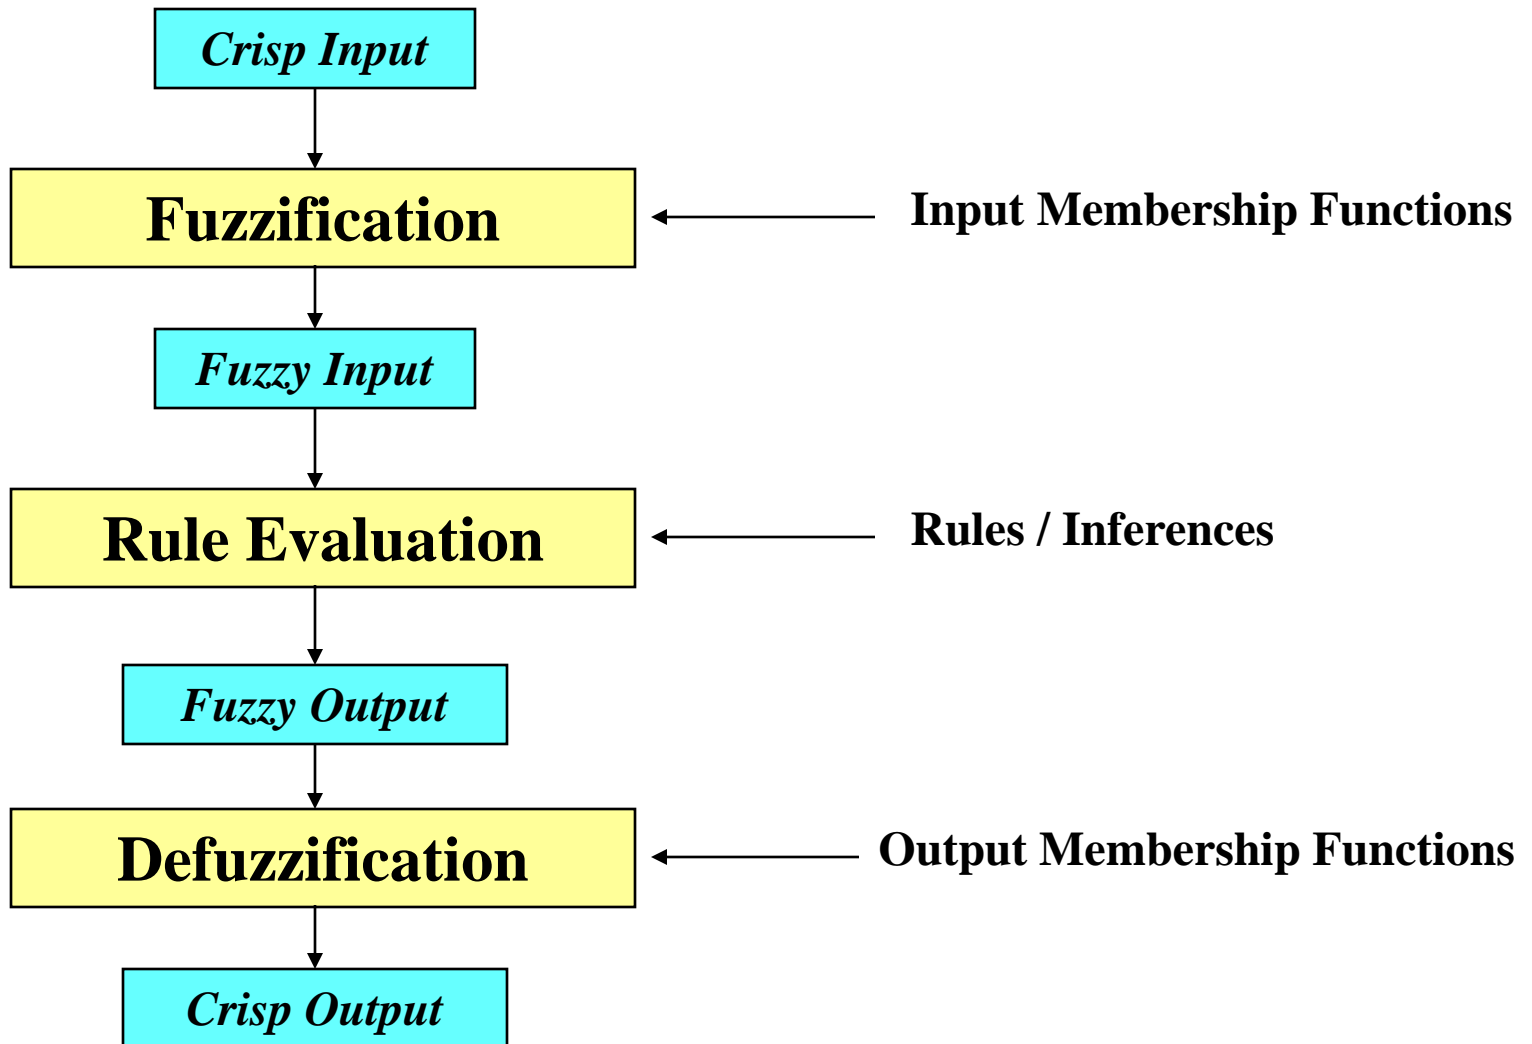 Crisp Input
Fuzzification
Input Membership Functions
Fuzzy Input
Rule Evaluation
Rules / Inferences
Fuzzy Output
Defuzzification
Output Membership Functions
Crisp Output